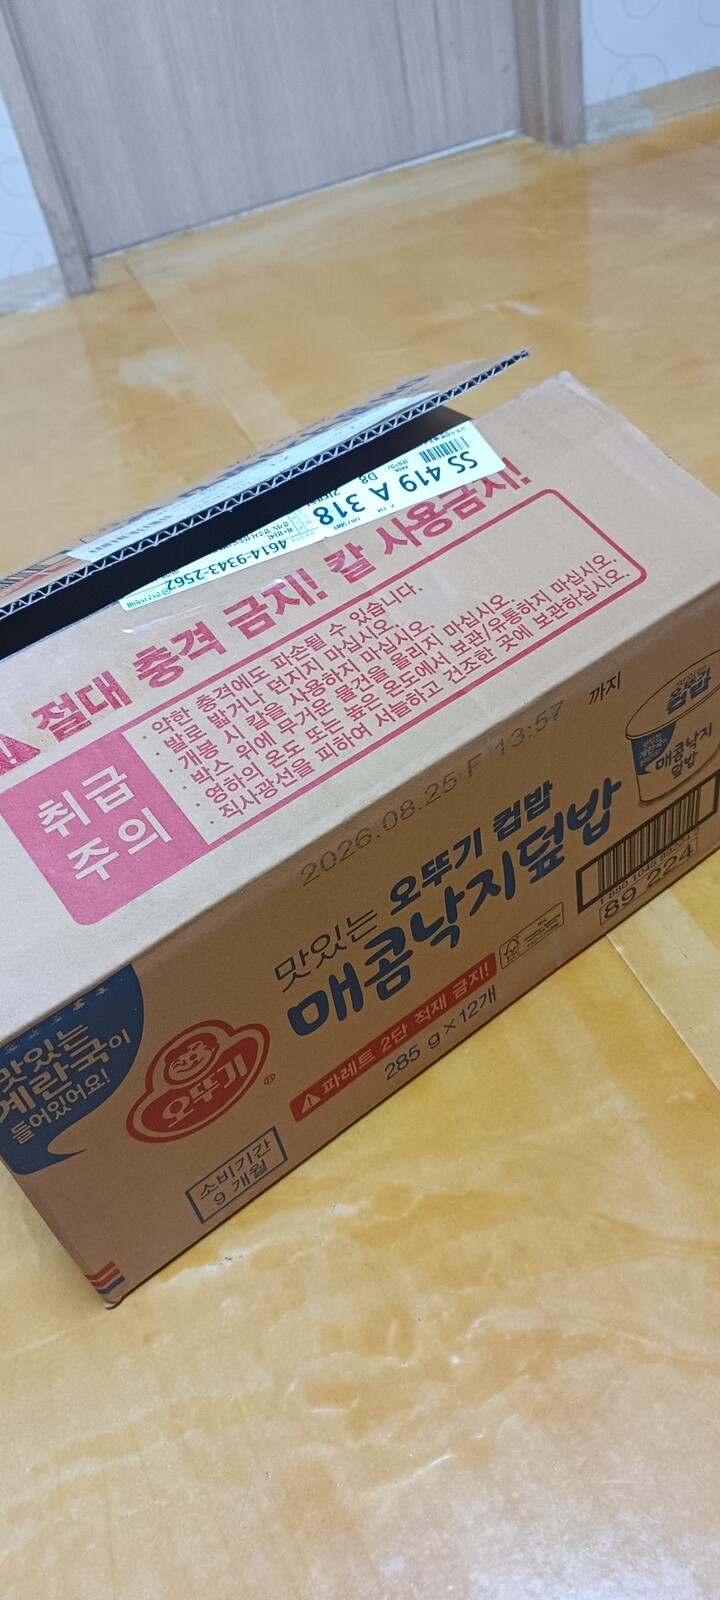 SS 419 A 318
D8
4614-9343-2562
절대 충격 금지! 칼 사용금지!
취급
주의
· 약한 충격에도 파손될 수 있습니다.
· 발로 밟거나 던지지 마십시오.
· 개봉 시 칼을 사용하지 마십시오.
· 박스 위에 무거운 물건을 올리지 마십시오.
· 영하의 온도 또는 높은 온도에서 보관/유통하지 마십시오.
· 직사광선을 피하여 서늘하고 건조한 곳에 보관하십시오.
2026.08.25 F 13:57 까지
맛있는 오뚜기 컵밥
매콤낙지덮밥
파레트 2단 적재 금지!
285 g×12개
맛있는
계란국이
들어있어요!
오뚜기®
소비기간
9 개월
컵밥
매콤낙지
덮밥
89 224
FSC